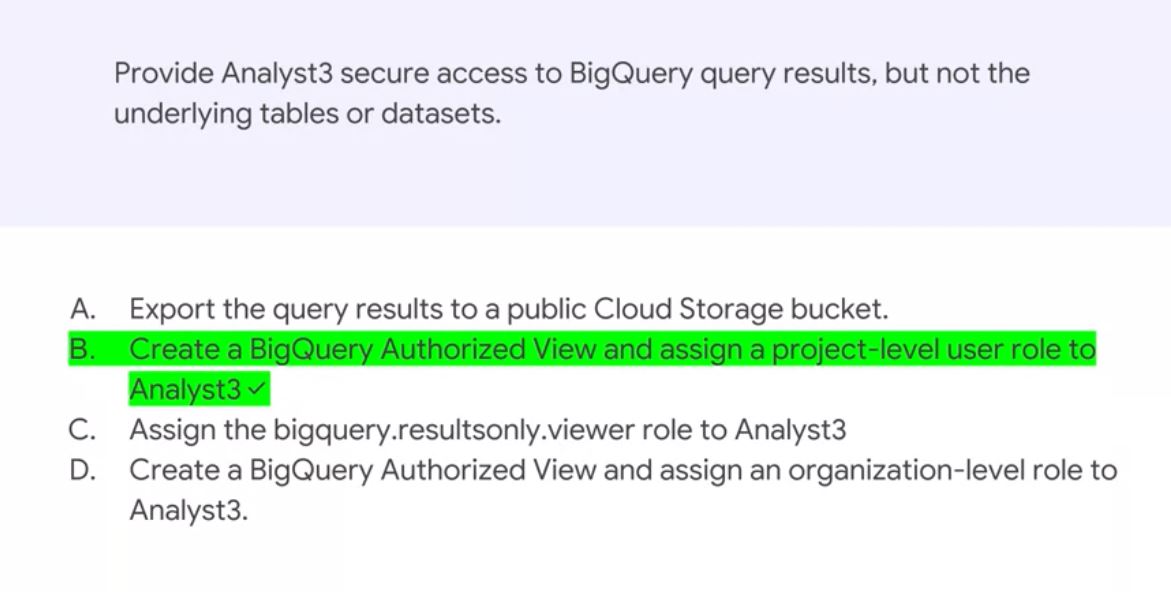 Provide Analyst3 secure access to BigQuery query results, but not the
underlying tables or datasets.
A. Export the query results to a public Cloud Storage bucket.
B. Create a BigQuery Authorized View and assign a project-level user role to
Analyst3 ✓
C. Assign the bigquery.resultsonly.viewer role to Analyst3
D. Create a BigQuery Authorized View and assign an organization-level role to
Analyst3.